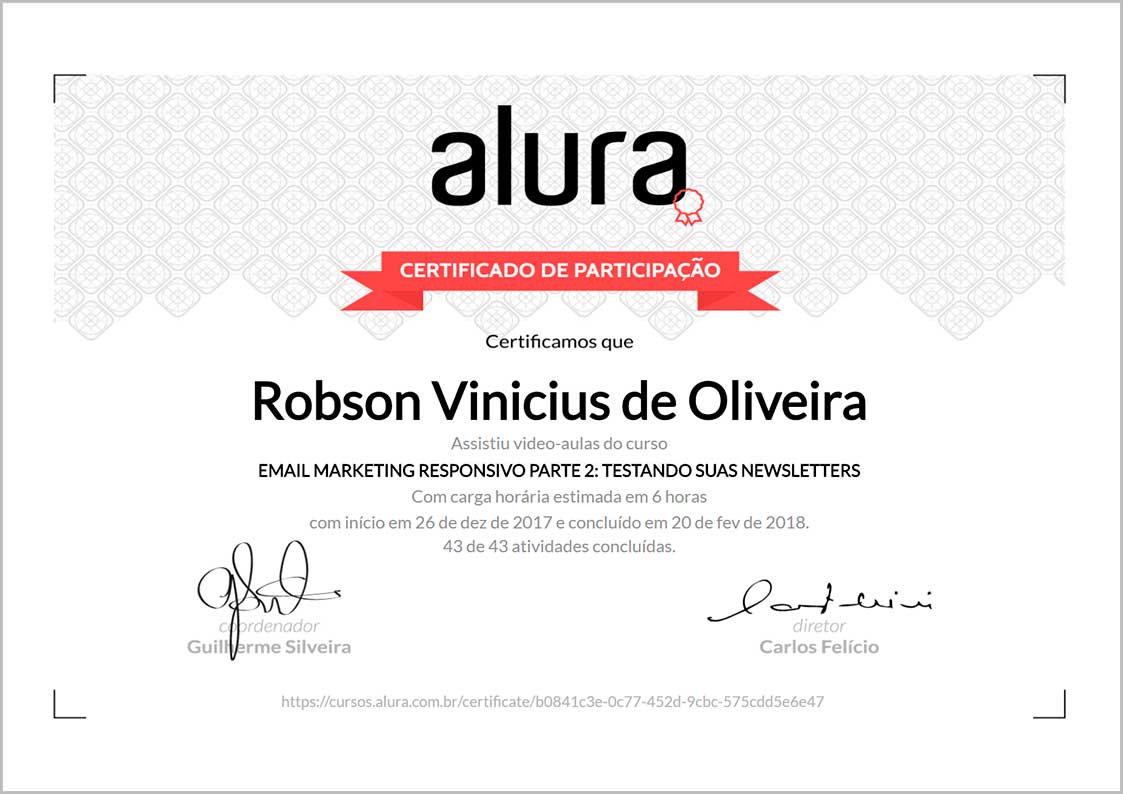 alura
CERTIFICADO DE PARTICIPAÇÃO
Certificamos que
Robson Vinicius de Oliveira
Assistiu video-aulas do curso
EMAIL MARKETING RESPONSIVO PARTE 2: TESTANDO SUAS NEWSLETTERS
Com carga horária estimada em 6 horas
com início em 26 de dez de 2017 e concluído em 20 de fev de 2018.
43 de 43 atividades concluídas.
coordenador
Guilherme Silveira
diretor
Carlos Felício
https://cursos.alura.com.br/certificate/b0841c3e-0c77-452d-9cbc-575cdd5e6e47